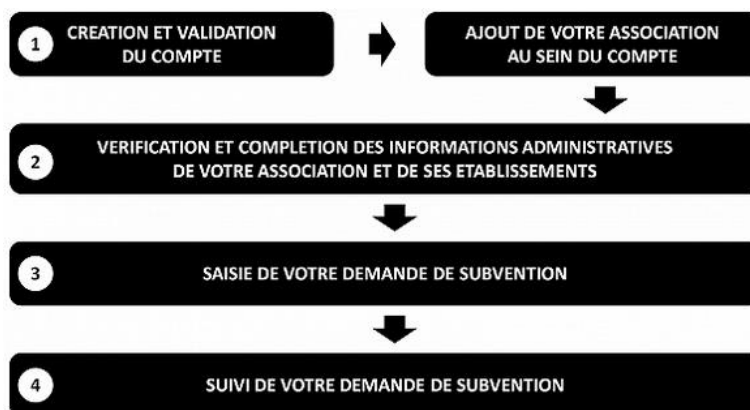 1
CREATION ET VALIDATION
DU COMPTE
AJOUT DE VOTRE ASSOCIATION
AU SEIN DU COMPTE
2
VERIFICATION ET COMPLETION DES INFORMATIONS ADMINISTRATIVES
DE VOTRE ASSOCIATION ET DE SES ETABLISSEMENTS
3
SAISIE DE VOTRE DEMANDE DE SUBVENTION
4
SUIVI DE VOTRE DEMANDE DE SUBVENTION